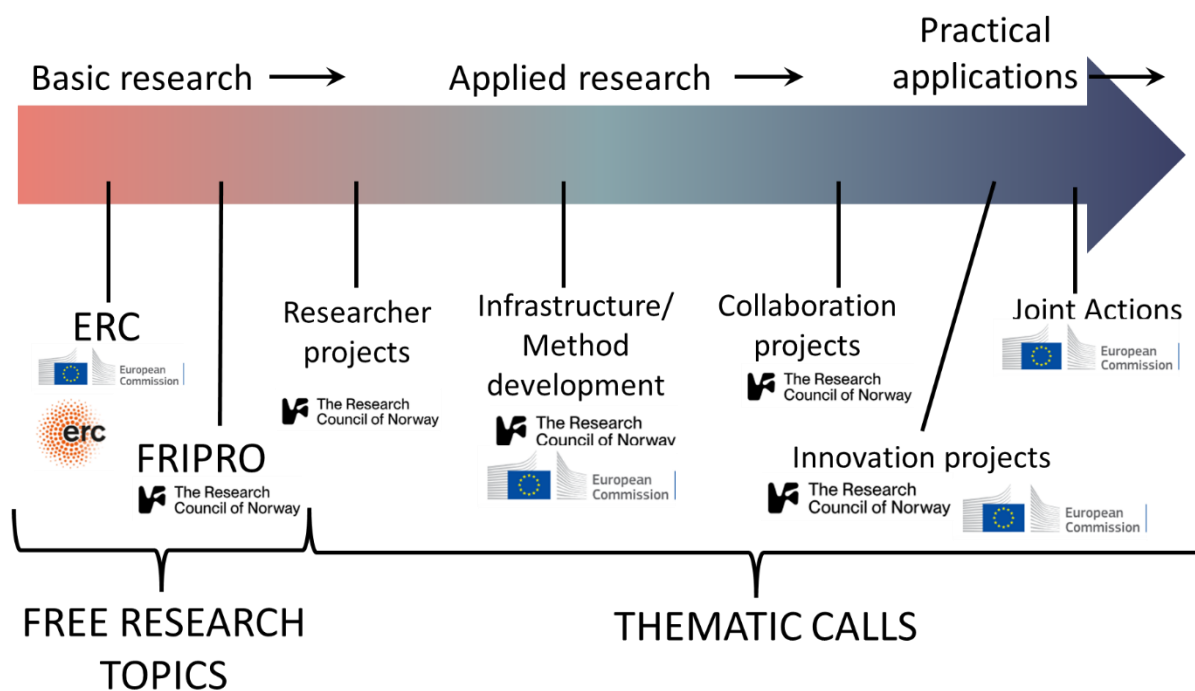 Basic research
Applied research
Practical
applications
ERC
European
Commission
erc
FRIPRO
The Research
Council of Norway
Researcher
projects
The Research
Council of Norway
Infrastructure/
Method
development
The Research
Council of Norway
European
Commission
Collaboration
projects
The Research
Council of Norway
Innovation projects
The Research
Council of Norway
European
Commission
Joint Actions
European
Commission
FREE RESEARCH
TOPICS
THEMATIC CALLS